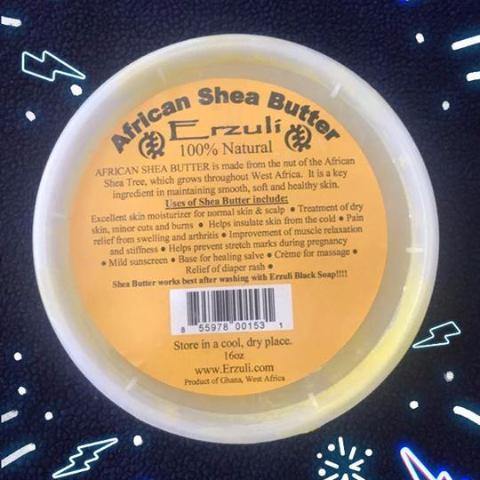 African Shea Butter
Erzuli
100% Natural
AFRICAN SHEA BUTTER is made from the nut of the African
Shea Tree, which grows throughout West Africa. It is a key
ingredient in maintaining smooth, soft and healthy skin.
Uses of Shea Butter include:
Excellent skin moisturizer for normal skin & scalp ● Treatment of dry
skin, minor cuts and burns ● Helps insulate skin from the cold ● Pain
relief from swelling and arthritis ● Improvement of muscle relaxation
and stiffness ● Helps prevent stretch marks during pregnancy
● Mild sunscreen ● Base for healing salve ● Crème for massage ●
Relief of diaper rash ●
Shea Butter works best after washing with Erzuli Black Soap!!!!
8 55978 00153 1
Store in a cool, dry place.
16oz
www.Erzuli.com
Product of Ghana, West Africa